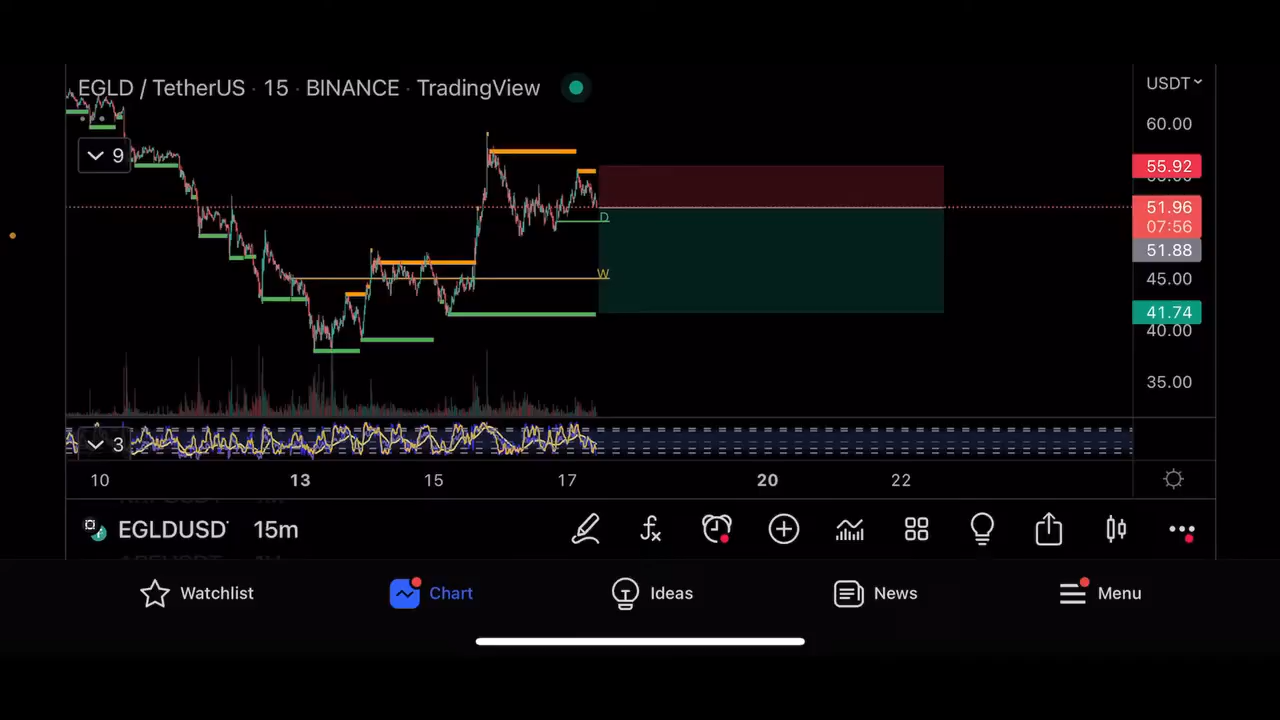 EGLD / TetherUS · 15 · BINANCE · TradingView
USDT
60.00
9
55.92
51.96
07:56
51.88
D
W
45.00
41.74
40.00
35.00
3
10 13 15 17 20 22
EGLDUSD 15m
Watchlist Chart Ideas News Menu